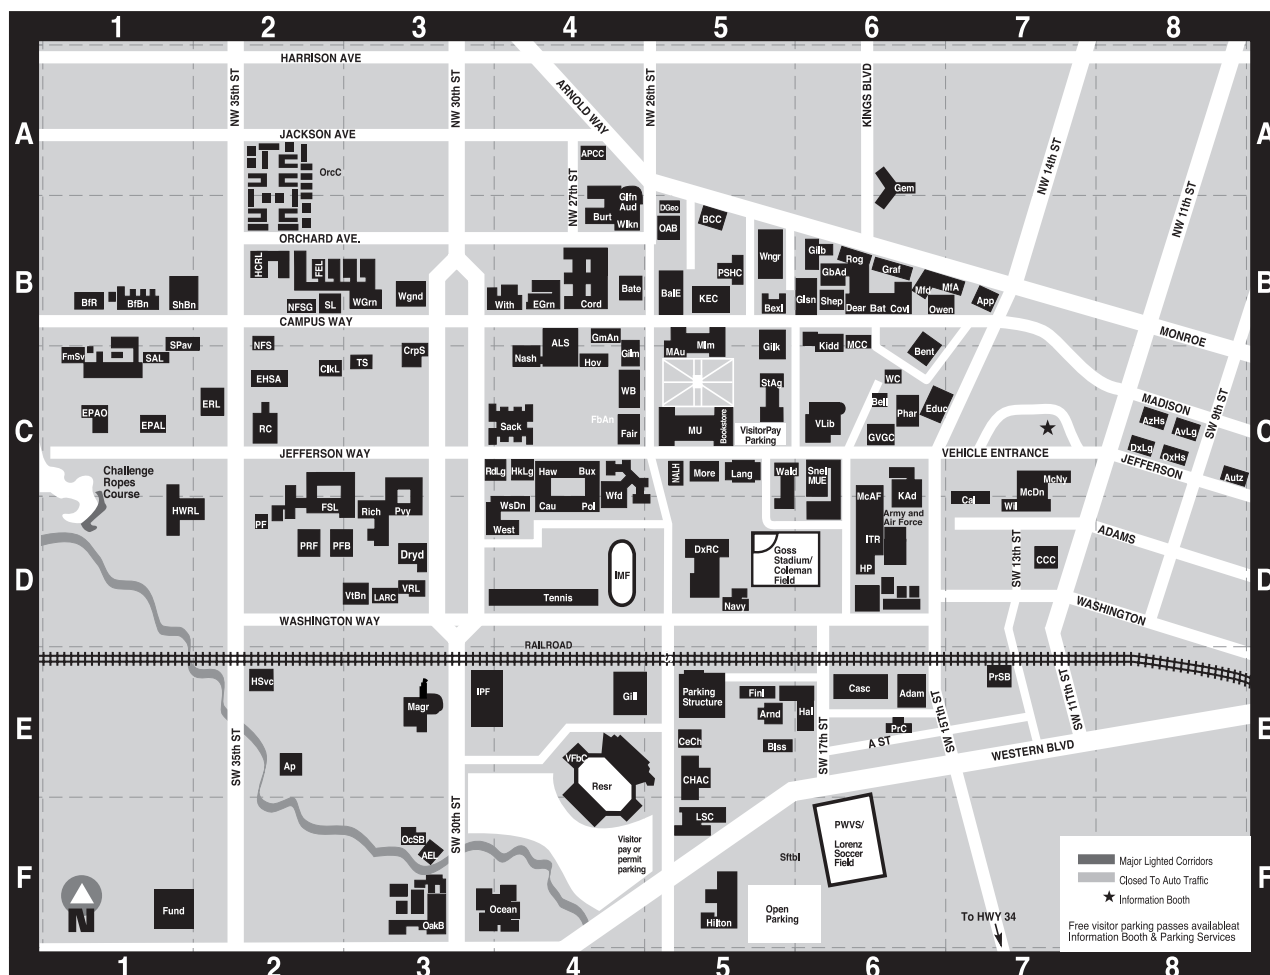 1 2 3 4 5 6 7 8
HARRISON AVE
NW 35th ST
NW 30th ST
ARNOLD WAY
NW 26th ST
KINGS BLVD
NW 14th ST
NW 11th ST
A
A
JACKSON AVE
APCC
OrcC
NW 27th ST
Gem
Glfn
Aud
Burt
Wlkn
DGeo
OAB
BCC
ORCHARD AVE.
HCRL
FEL
Wngr
Gilb
Rog
GbAd
Graf
PSHC
B
B
BfR
BfBn
ShBn
NFSG
SL
WGrn
Wgnd
With
EGrn
Cord
Bate
BalE
KEC
Bexl
Glsn
Shep
Dear
Bat
Covl
Mfd
MfA
Owen
App
CAMPUS WAY
MONROE
FmSv
SAL
SPav
NFS
ClkL
TS
CrpS
Nash
ALS
GmAn
Hov
Gilm
MAu
Mlm
Gilk
Kidd
MCC
Bent
EHSA
WB
StAg
WC
Bell
Phar
Educ
MADISON
SW 9th ST
EPAO
EPAL
ERL
RC
Sack
FbAn
Fair
MU
Bookstore
VisitorPay
Parking
VLib
GVGC
AzHs
AvLg
C
C
JEFFERSON WAY
VEHICLE ENTRANCE
DxLg
OxHs
JEFFERSON
Autz
Challenge
Ropes
Course
HWRL
PF
FSL
Rich
Pvy
RdLg
HkLg
Haw
Bux
WsDn
Cau
Pol
Wfd
West
NALH
More
Lang
Wald
Snel
MUE
McAF
KAd
Army and
Air Force
Cal
Wil
McDn
McNy
ADAMS
PRF
PFB
Dryd
IMF
DxRC
Goss
Stadium/
Coleman
Field
ITR
HP
SW 13th ST
CCC
D
D
VtBn
LARC
VRL
Tennis
Navy
WASHINGTON
WASHINGTON WAY
RAILROAD
HSvc
Magr
IPF
Gill
Parking
Structure
Finl
Arnd
Hal
Casc
Adam
PrSB
SW 11Tth ST
E
E
SW 35th ST
Ap
VFbC
Resr
CeCh
Blss
SW 17th ST
A ST
PrC
SW 15Tth ST
WESTERN BLVD
CHAC
SW 30th ST
LSC
OcSB
AEL
Visitor
pay or
permit
parking
Sftbl
PWVS/
Lorenz
Soccer
Field
F
F
Major Lighted Corridors
Closed To Auto Traffic
Information Booth
Free visitor parking passes availableat
Information Booth & Parking Services
N
Fund
OakB
Ocean
Hilton
Open
Parking
To HWY 34
1 2 3 4 5 6 7 8